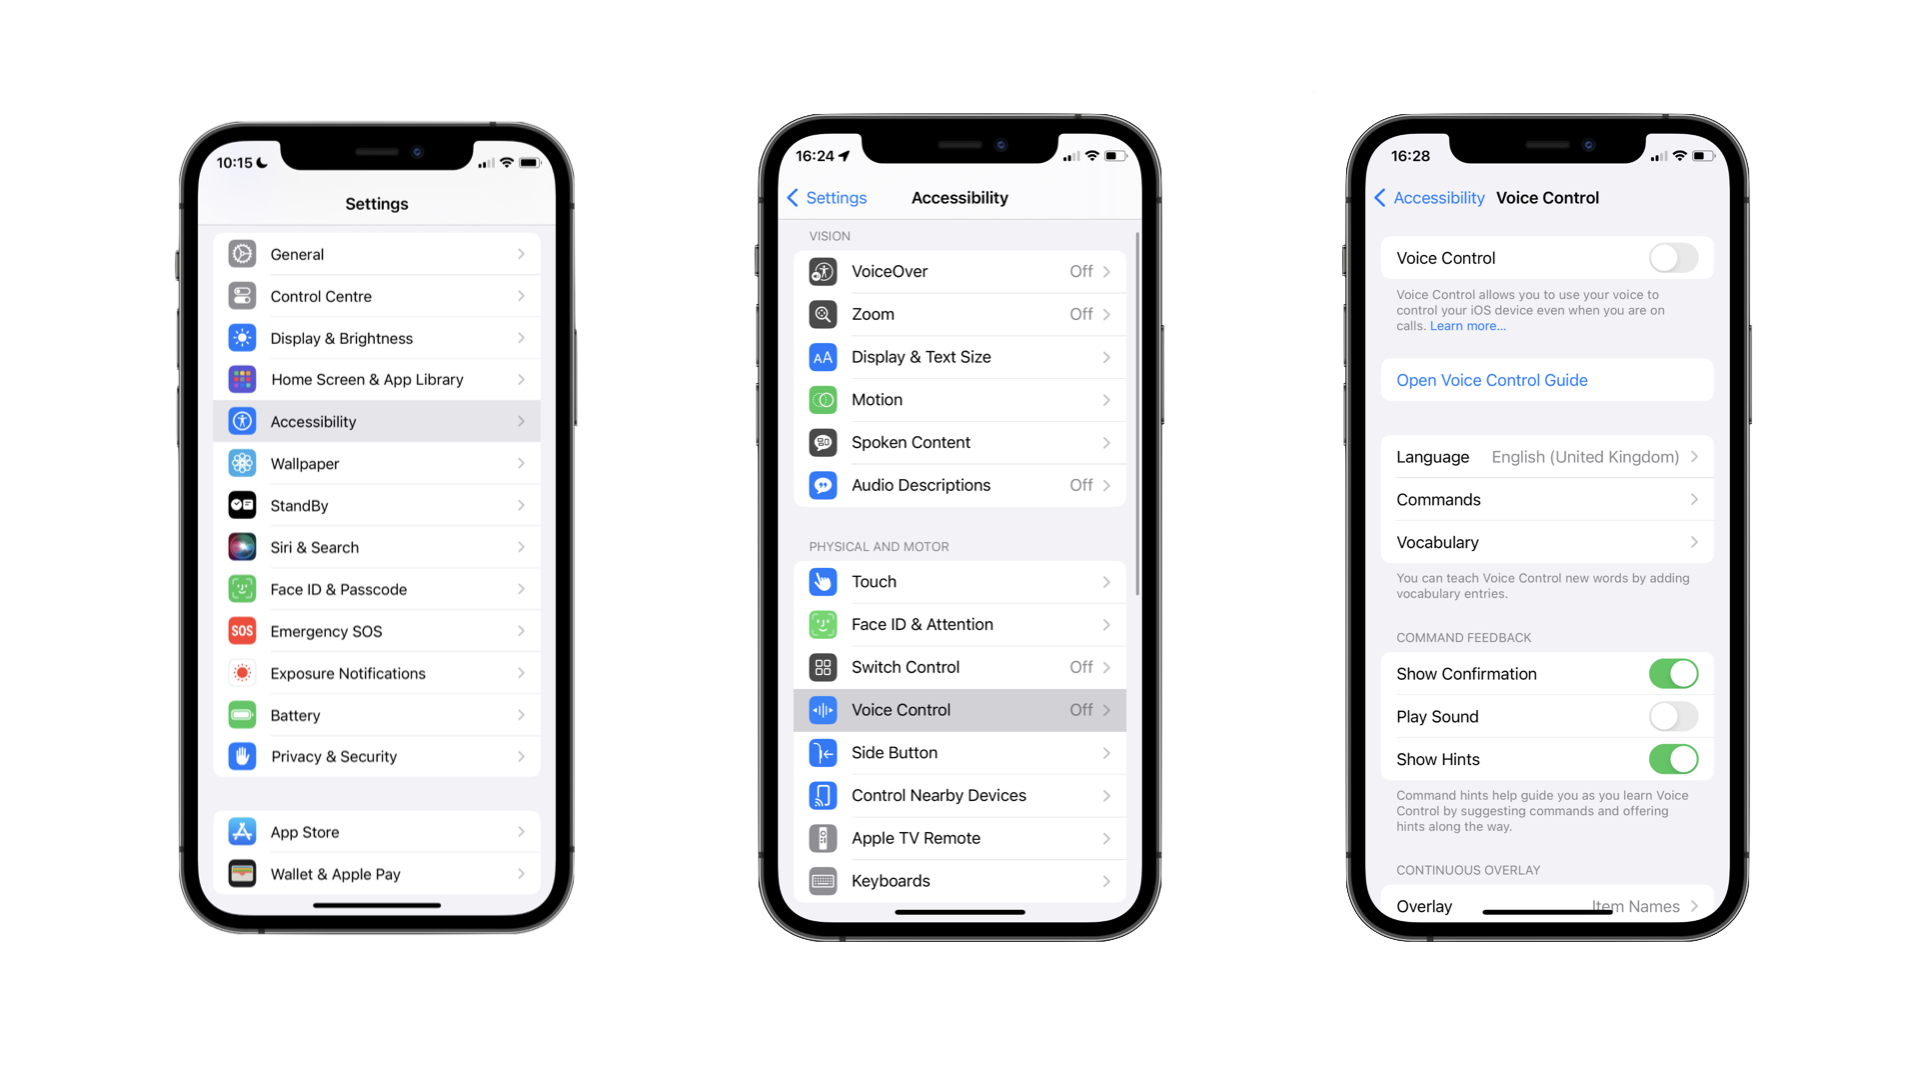 10:15
Settings
General
Control Centre
Display & Brightness
Home Screen & App Library
Accessibility
Wallpaper
StandBy
Siri & Search
Face ID & Passcode
SOS Emergency SOS
Exposure Notifications
Battery
Privacy & Security
App Store
Wallet & Apple Pay
16:24
Settings Accessibility
VISION
VoiceOver Off
Zoom Off
AA Display & Text Size
Motion
Spoken Content
Audio Descriptions Off
PHYSICAL AND MOTOR
Touch
Face ID & Attention
Switch Control Off
Voice Control Off
Side Button
Control Nearby Devices
Apple TV Remote
Keyboards
16:28
Accessibility Voice Control
Voice Control
Voice Control allows you to use your voice to
control your iOS device even when you are on
calls. Learn more...
Open Voice Control Guide
Language English (United Kingdom)
Commands
Vocabulary
You can teach Voice Control new words by adding
vocabulary entries.
COMMAND FEEDBACK
Show Confirmation
Play Sound
Show Hints
Command hints help guide you as you learn Voice
Control by suggesting commands and offering
hints along the way.
CONTINUOUS OVERLAY
Overlay Item Names